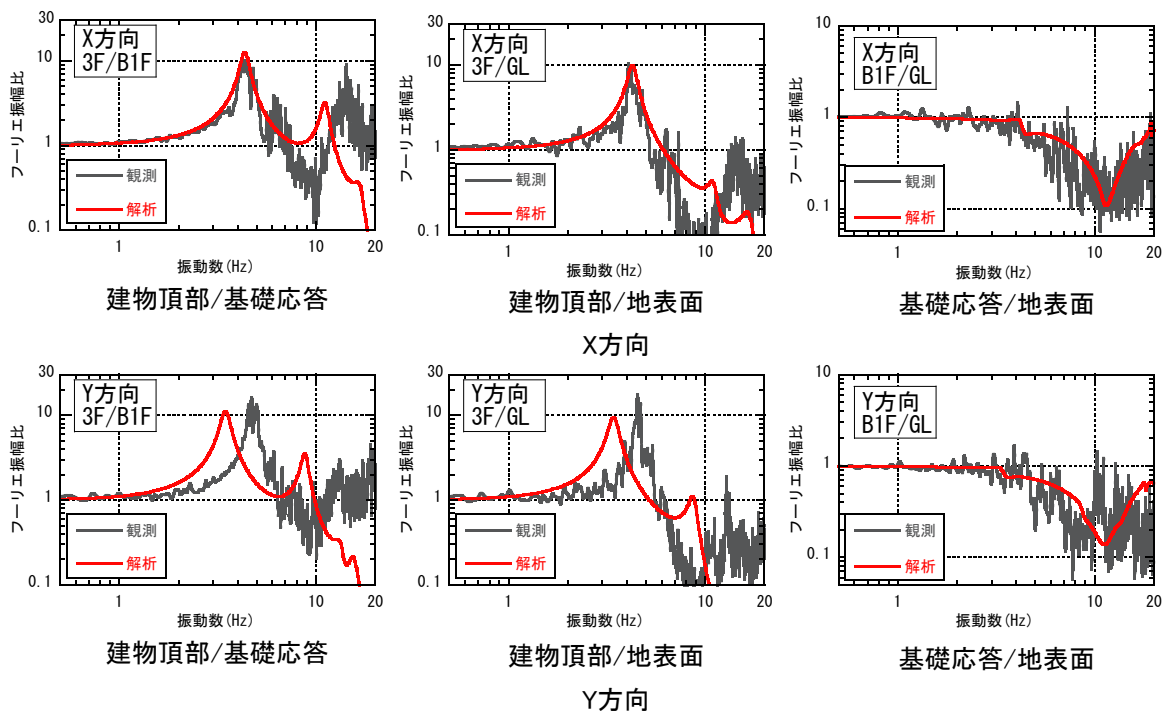 30
10
1
0.1
X方向
3F/B1F
観測
解析
フーリエ振幅比
1
10
20
振動数(Hz)
建物頂部/基礎応答
30
10
1
0.1
X方向
3F/GL
観測
解析
フーリエ振幅比
1
10
20
振動数(Hz)
建物頂部/地表面
10
1
0.1
X方向
B1F/GL
観測
解析
フーリエ振幅比
1
10
20
振動数(Hz)
基礎応答/地表面
X方向
30
10
1
0.1
Y方向
3F/B1F
観測
解析
フーリエ振幅比
1
10
20
振動数(Hz)
建物頂部/基礎応答
30
10
1
0.1
Y方向
3F/GL
観測
解析
フーリエ振幅比
1
10
20
振動数(Hz)
建物頂部/地表面
10
1
0.1
Y方向
B1F/GL
観測
解析
フーリエ振幅比
1
10
20
振動数(Hz)
基礎応答/地表面
Y方向